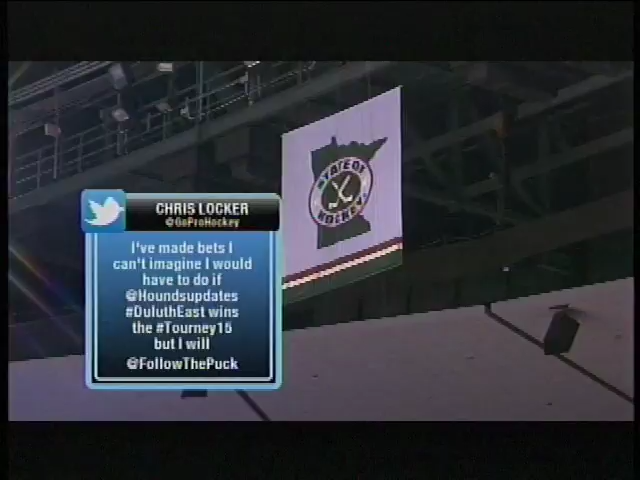 STATE OF
HOCKEY
CHRIS LOCKER
@GoProHockey
I've made bets I
can't imagine I would
have to do if
@Houndsupdates
#DuluthEast wins
the #Tourney15
but I will
@FollowThePuck